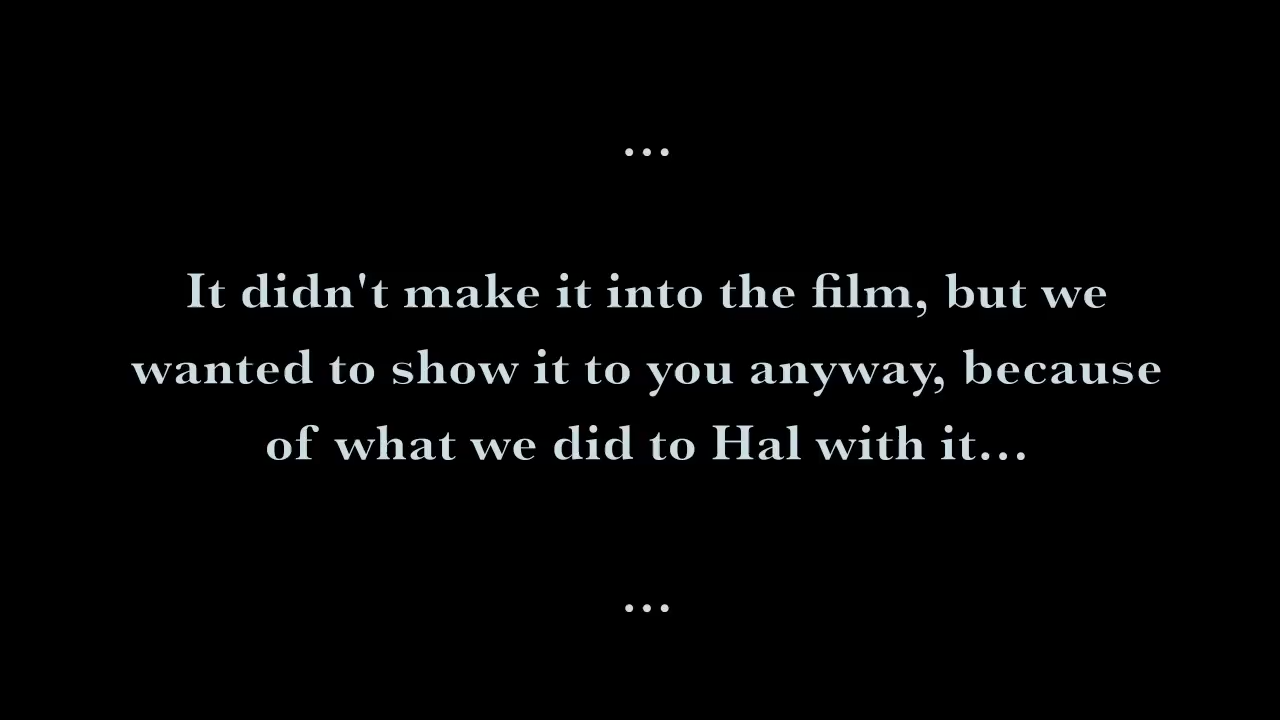 ...
It didn't make it into the film, but we
wanted to show it to you anyway, because
of what we did to Hal with it...
...